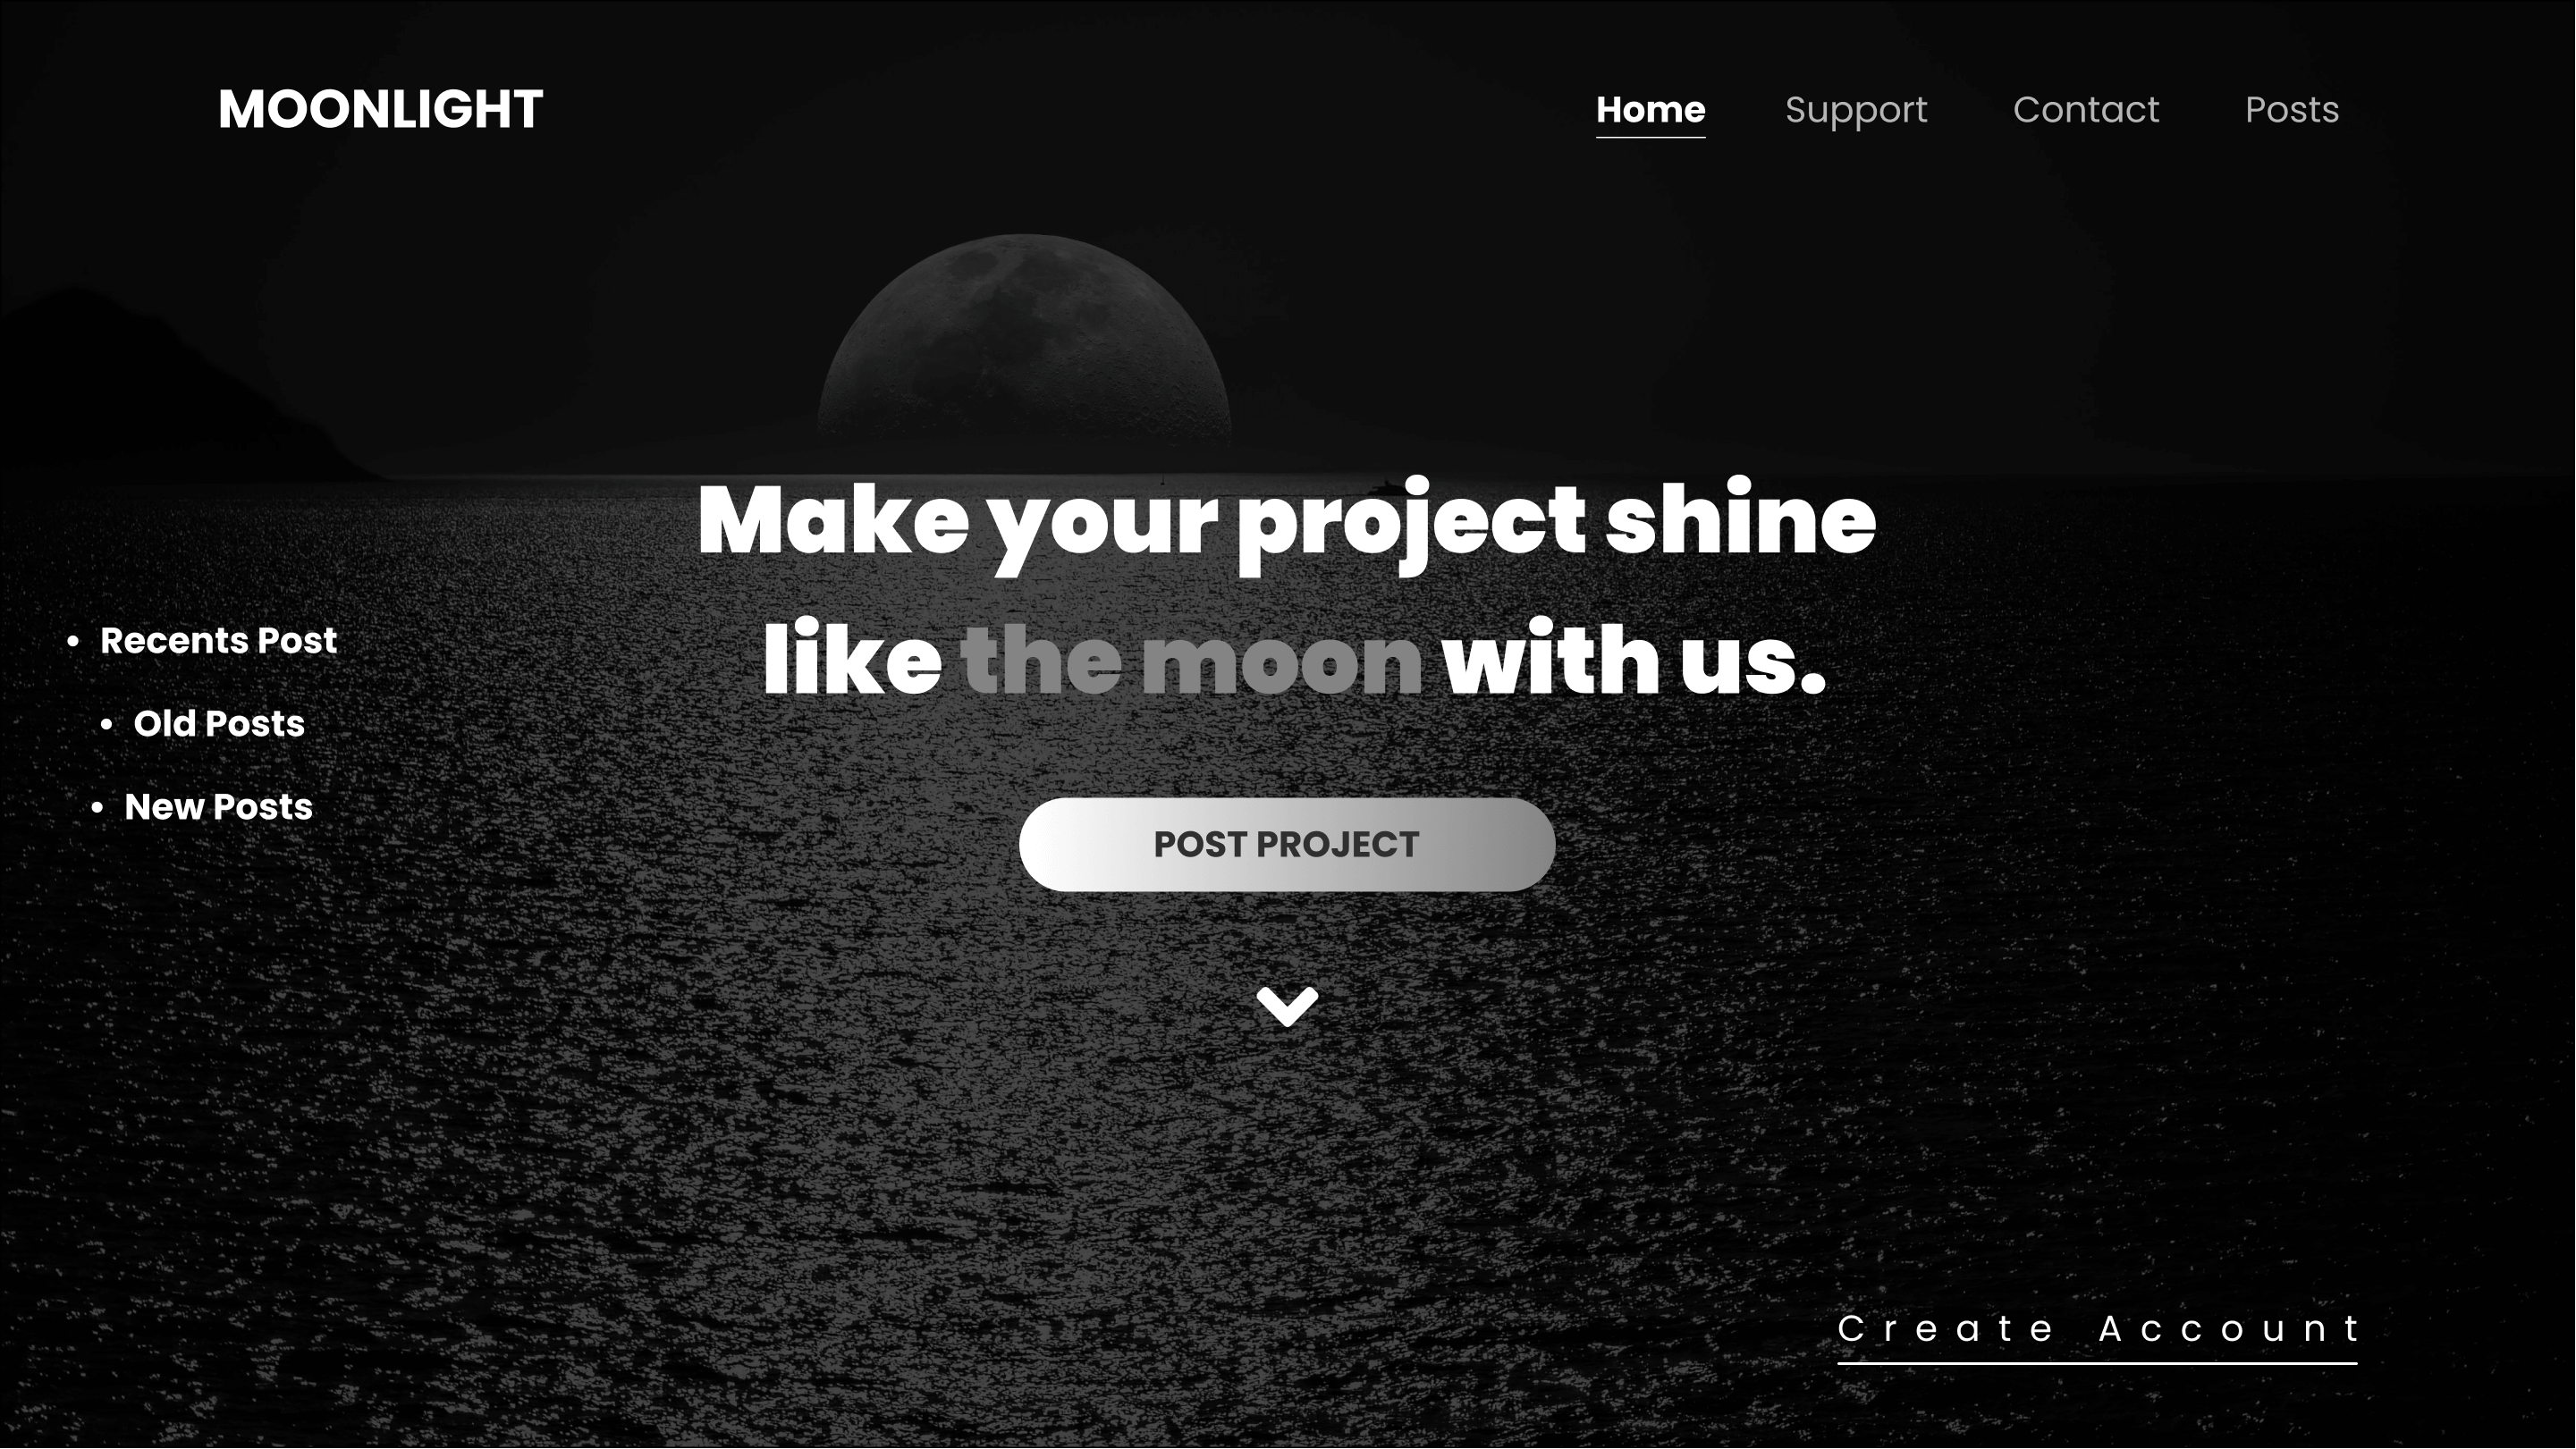 MOONLIGHT
Home Support Contact Posts
Make your project shine
like the moon with us.
• Recents Post
• Old Posts
• New Posts
POST PROJECT
Create Account